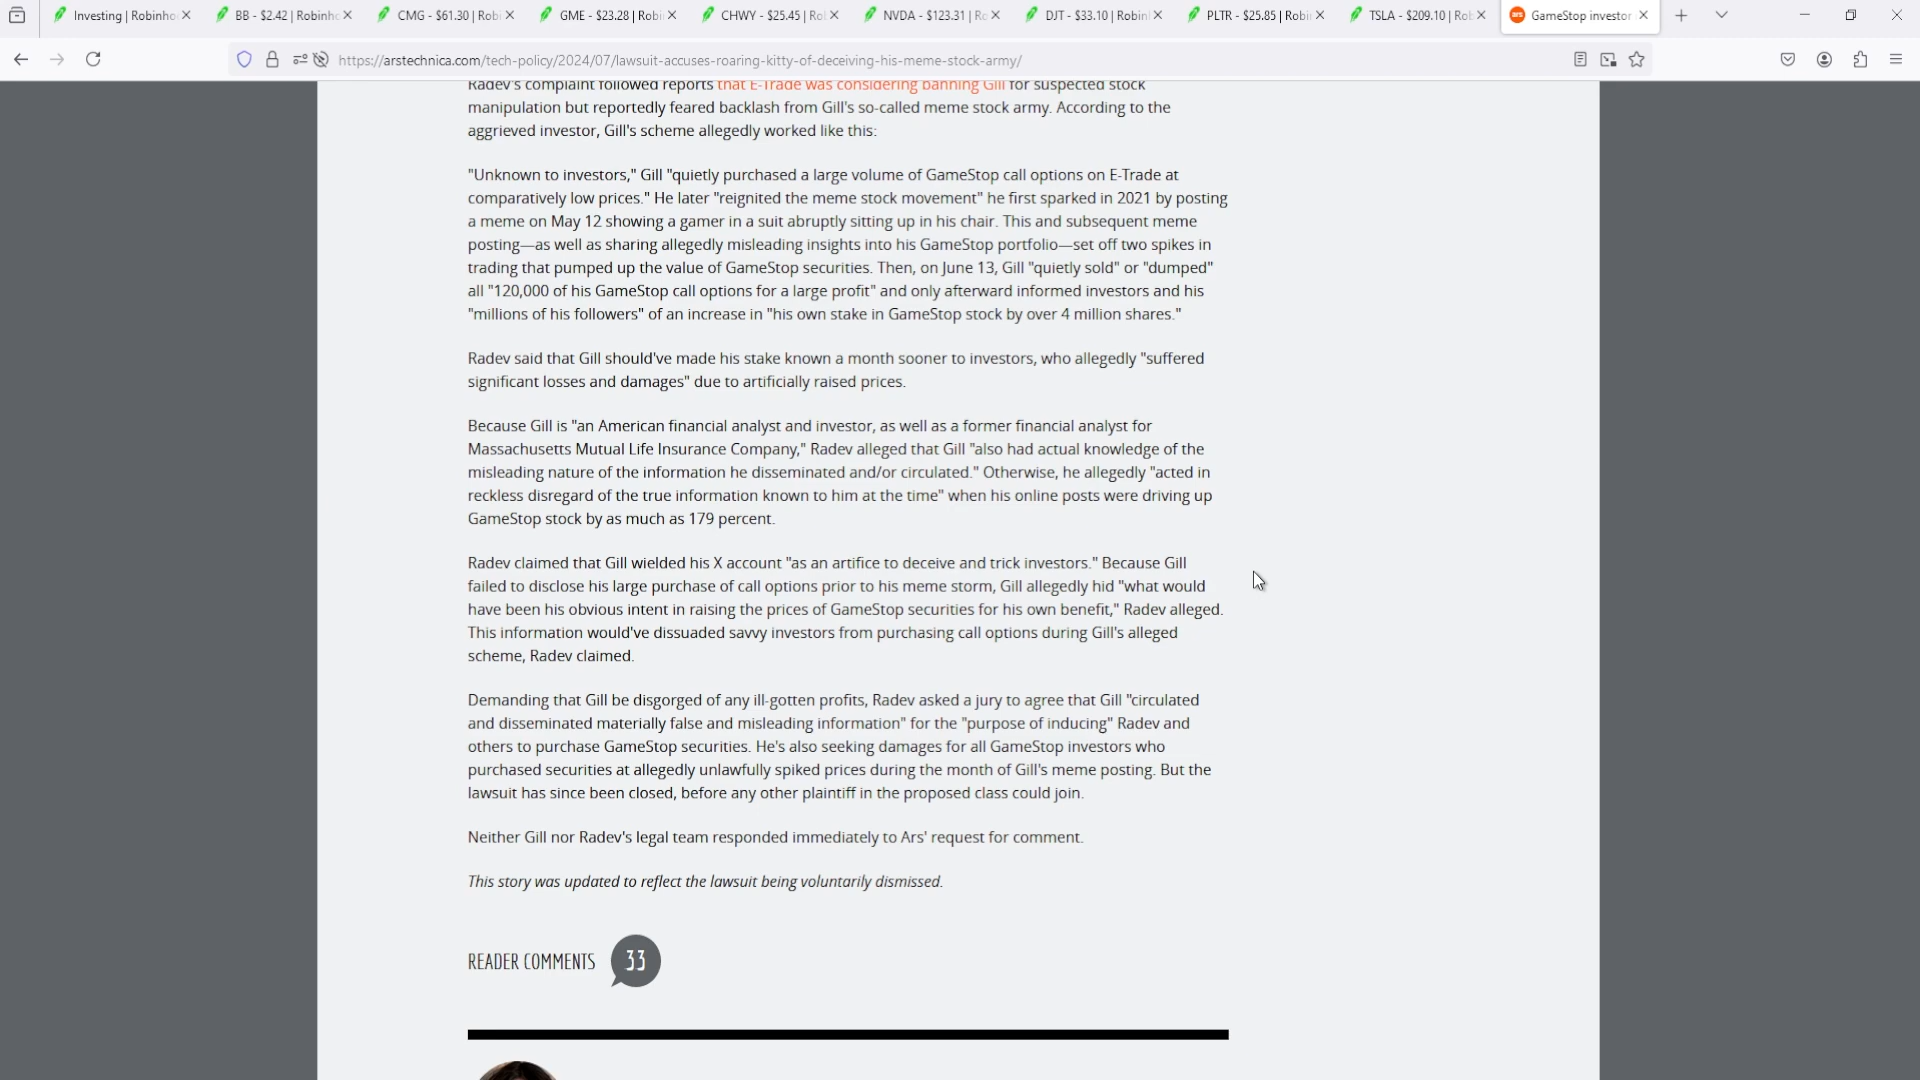 Investing | Robinho
BB - $2.42 | Robinh
CMG - $61.30 | Robi
GME - $23.28 | Robi
CHWY - $25.45 | Ro
NVDA - $123.31 | Ro
DJT - $33.10 | Robin
PLTR - $25.85 | Robi
TSLA - $209.10 | Rob
ars GameStop investor
https://arstechnica.com/tech-policy/2024/07/lawsuit-accuses-roaring-kitty-of-deceiving-his-meme-stock-army/
Radev's complaint followed reports that E-Trade was considering banning Gill for suspected stock
manipulation but reportedly feared backlash from Gill's so-called meme stock army. According to the
aggrieved investor, Gill's scheme allegedly worked like this:
"Unknown to investors," Gill "quietly purchased a large volume of GameStop call options on E-Trade at
comparatively low prices." He later "reignited the meme stock movement" he first sparked in 2021 by posting
a meme on May 12 showing a gamer in a suit abruptly sitting up in his chair. This and subsequent meme
posting—as well as sharing allegedly misleading insights into his GameStop portfolio—set off two spikes in
trading that pumped up the value of GameStop securities. Then, on June 13, Gill "quietly sold" or "dumped"
all "120,000 of his GameStop call options for a large profit" and only afterward informed investors and his
"millions of his followers" of an increase in "his own stake in GameStop stock by over 4 million shares."
Radev said that Gill should've made his stake known a month sooner to investors, who allegedly "suffered
significant losses and damages" due to artificially raised prices.
Because Gill is "an American financial analyst and investor, as well as a former financial analyst for
Massachusetts Mutual Life Insurance Company," Radev alleged that Gill "also had actual knowledge of the
misleading nature of the information he disseminated and/or circulated." Otherwise, he allegedly "acted in
reckless disregard of the true information known to him at the time" when his online posts were driving up
GameStop stock by as much as 179 percent.
Radev claimed that Gill wielded his X account "as an artifice to deceive and trick investors." Because Gill
failed to disclose his large purchase of call options prior to his meme storm, Gill allegedly hid "what would
have been his obvious intent in raising the prices of GameStop securities for his own benefit," Radev alleged.
This information would've dissuaded savvy investors from purchasing call options during Gill's alleged
scheme, Radev claimed.
Demanding that Gill be disgorged of any ill-gotten profits, Radev asked a jury to agree that Gill "circulated
and disseminated materially false and misleading information" for the "purpose of inducing" Radev and
others to purchase GameStop securities. He's also seeking damages for all GameStop investors who
purchased securities at allegedly unlawfully spiked prices during the month of Gill's meme posting. But the
lawsuit has since been closed, before any other plaintiff in the proposed class could join.
Neither Gill nor Radev's legal team responded immediately to Ars' request for comment.
This story was updated to reflect the lawsuit being voluntarily dismissed.
READER COMMENTS 33